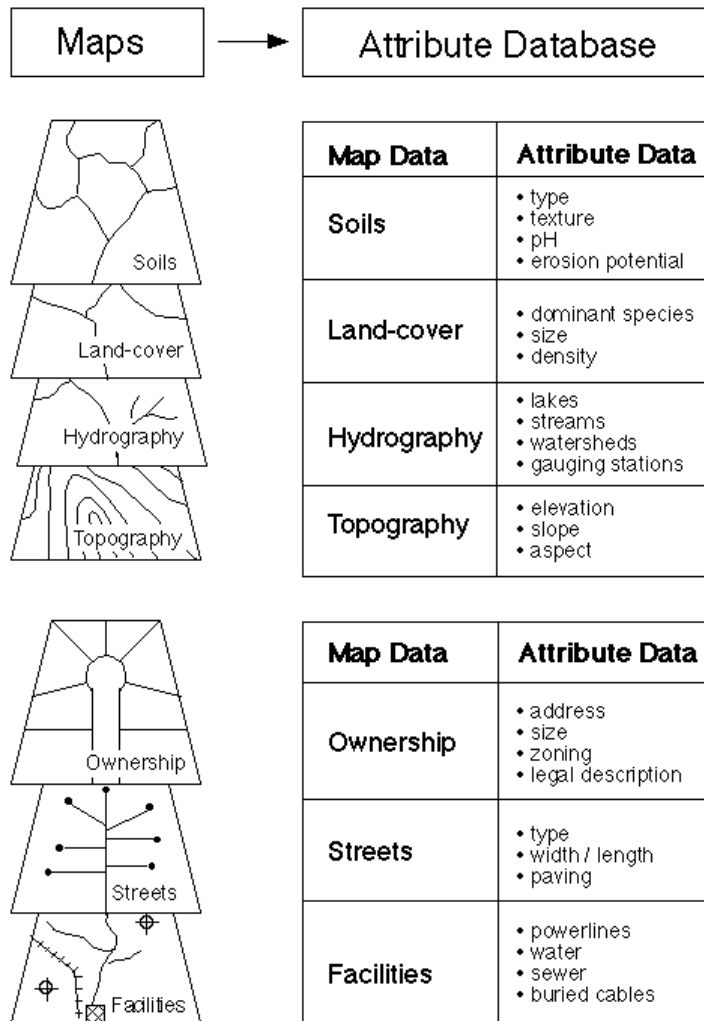 Maps
Attribute Database
Soils
Land-cover
Hydrography
Topography
Map Data
Attribute Data
Soils
• type
• texture
• pH
• erosion potential
Land-cover
• dominant species
• size
• density
Hydrography
• lakes
• streams
• watersheds
• gauging stations
Topography
• elevation
• slope
• aspect
Ownership
Streets
Facilities
Map Data
Attribute Data
Ownership
• address
• size
• zoning
• legal description
Streets
• type
• width / length
• paving
Facilities
• powerlines
• water
• sewer
• buried cables